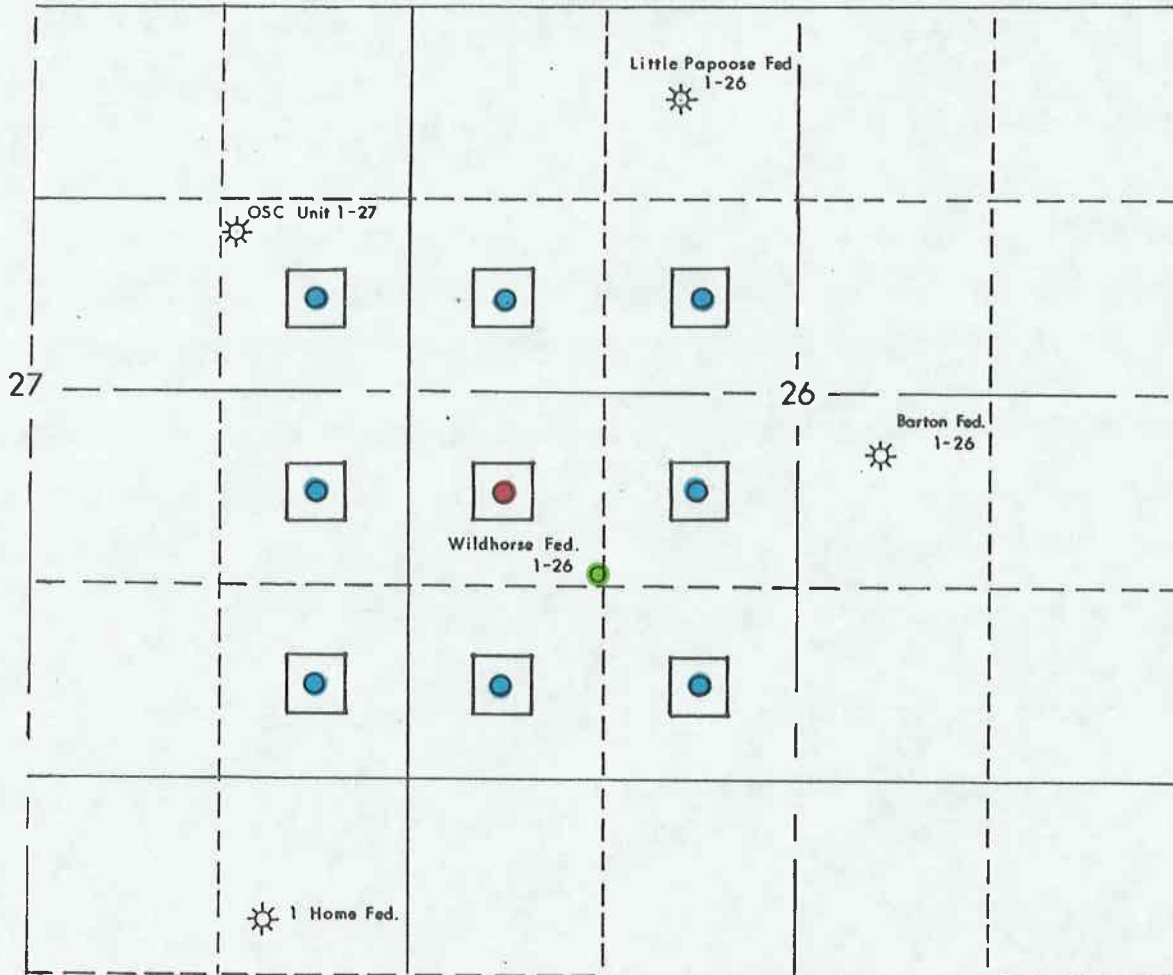 Little Papoose Fed
1-26
OSC Unit 1-27
27
26
Barton Fed.
1-26
Wildhorse Fed.
1-26
1 Home Fed.